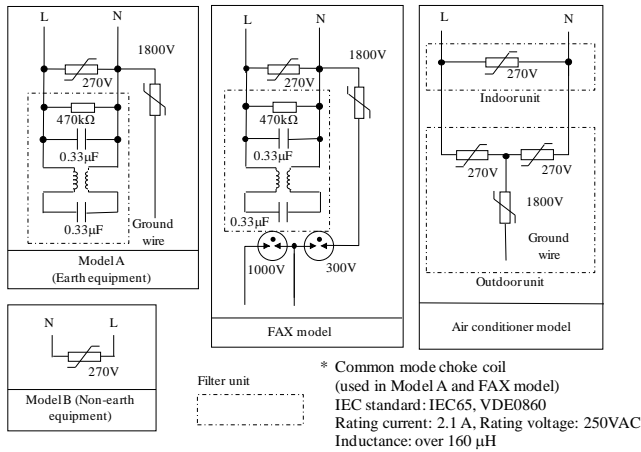 L N
1800V
270V
470kΩ
0.33μF
0.33μF
Ground
wire
Model A
(Earth equipment)
L N
1800V
270V
470kΩ
0.33μF
0.33μF
1000V 300V
FAX model
L N
270V
Indoor unit
270V 270V
1800V
Ground
wire
Outdoor unit
Air conditioner model
N L
270V
Model B (Non-earth
equipment)
Filter unit
* Common mode choke coil
(used in Model A and FAX model)
IEC standard: IEC65, VDE0860
Rating current: 2.1 A, Rating voltage: 250VAC
Inductance: over 160 μH